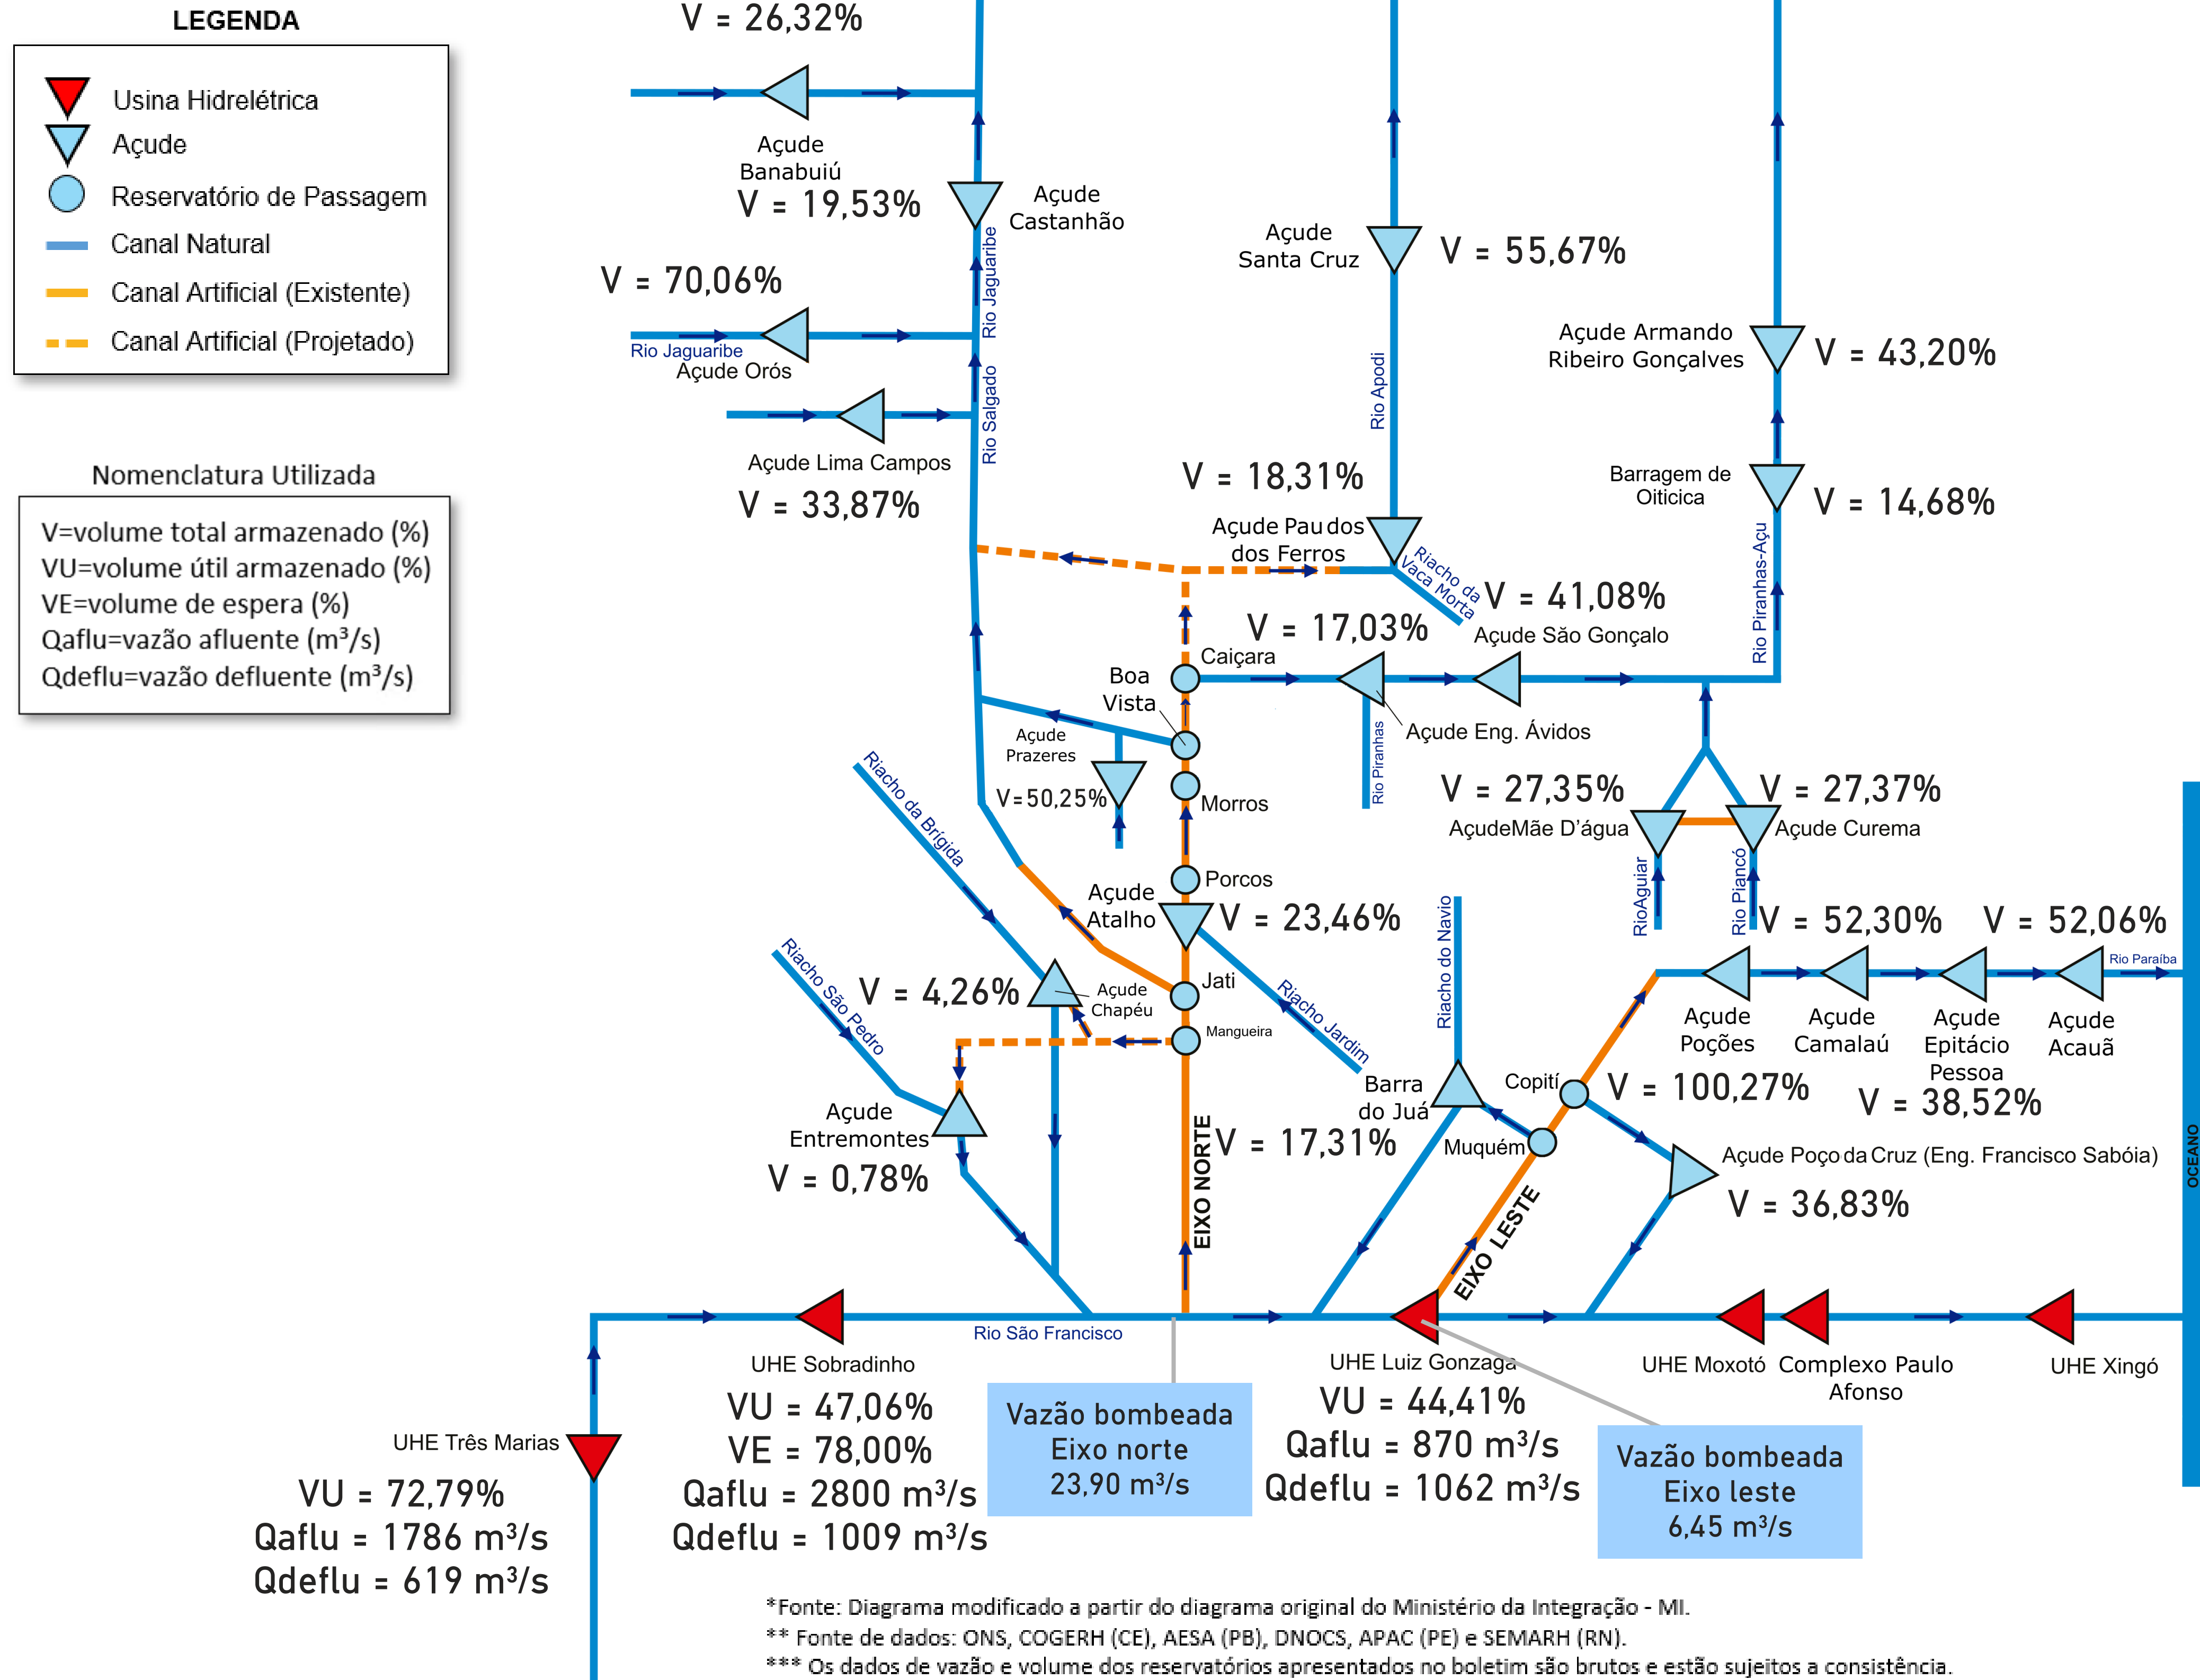 LEGENDA
Usina Hidrelétrica
Açude
Reservatório de Passagem
Canal Natural
Canal Artificial (Existente)
Canal Artificial (Projetado)
Nomenclatura Utilizada
V=volume total armazenado (%)
VU=volume útil armazenado (%)
VE=volume de espera (%)
Qaflu=vazão afluente (m³/s)
Qdeflu=vazão defluente (m³/s)
V = 26,32%
Açude
Banabuiú
V = 19,53%
Açude
Castanhão
Rio Jaguaribe
V = 70,06%
Rio Jaguaribe
Açude Orós
Rio Salgado
Açude Lima Campos
V = 33,87%
Açude
Santa Cruz
V = 55,67%
Rio Apodi
Açude Armando
Ribeiro Gonçalves
V = 43,20%
V = 18,31%
Açude Pau dos
dos Ferros
Riacho da
Vaca Morta
Barragem de
Oiticica
V = 14,68%
Rio Piranhas-Açu
V = 41,08%
Açude São Gonçalo
V = 17,03%
Caiçara
Boa
Vista
Açude Eng. Ávidos
Rio Piranhas
Açude
Prazeres
V=50,25%
Morros
Porcos
Riacho da Brígida
Açude
Atalho
V = 23,46%
V = 27,35%
AçudeMãe D'água
V = 27,37%
Açude Curema
RioAguiar
Rio Piancó
Riacho São Pedro
V = 4,26%
Açude
Chapéu
Jati
Mangueira
Riacho Jardim
Riacho do Navio
V = 52,30%
V = 52,06%
Rio Paraíba
Açude
Poções
Açude
Camalaú
Açude
Epitácio
Pessoa
Açude
Acauã
V = 100,27%
V = 38,52%
Açude
Entremontes
V = 0,78%
Barra
do Juá
V = 17,31%
Copití
Muquém
Açude Poço da Cruz (Eng. Francisco Sabóia)
V = 36,83%
EIXO NORTE
EIXO LESTE
OCEANO
Rio São Francisco
UHE Sobradinho
VU = 47,06%
VE = 78,00%
Qaflu = 2800 m³/s
Qdeflu = 1009 m³/s
Vazão bombeada
Eixo norte
23,90 m³/s
UHE Luiz Gonzaga
VU = 44,41%
Qaflu = 870 m³/s
Qdeflu = 1062 m³/s
Vazão bombeada
Eixo leste
6,45 m³/s
UHE Moxotó
Complexo Paulo
Afonso
UHE Xingó
UHE Três Marias
VU = 72,79%
Qaflu = 1786 m³/s
Qdeflu = 619 m³/s
*Fonte: Diagrama modificado a partir do diagrama original do Ministério da Integração - MI.
** Fonte de dados: ONS, COGERH (CE), AESA (PB), DNOCS, APAC (PE) e SEMARH (RN).
*** Os dados de vazão e volume dos reservatórios apresentados no boletim são brutos e estão sujeitos a consistência.